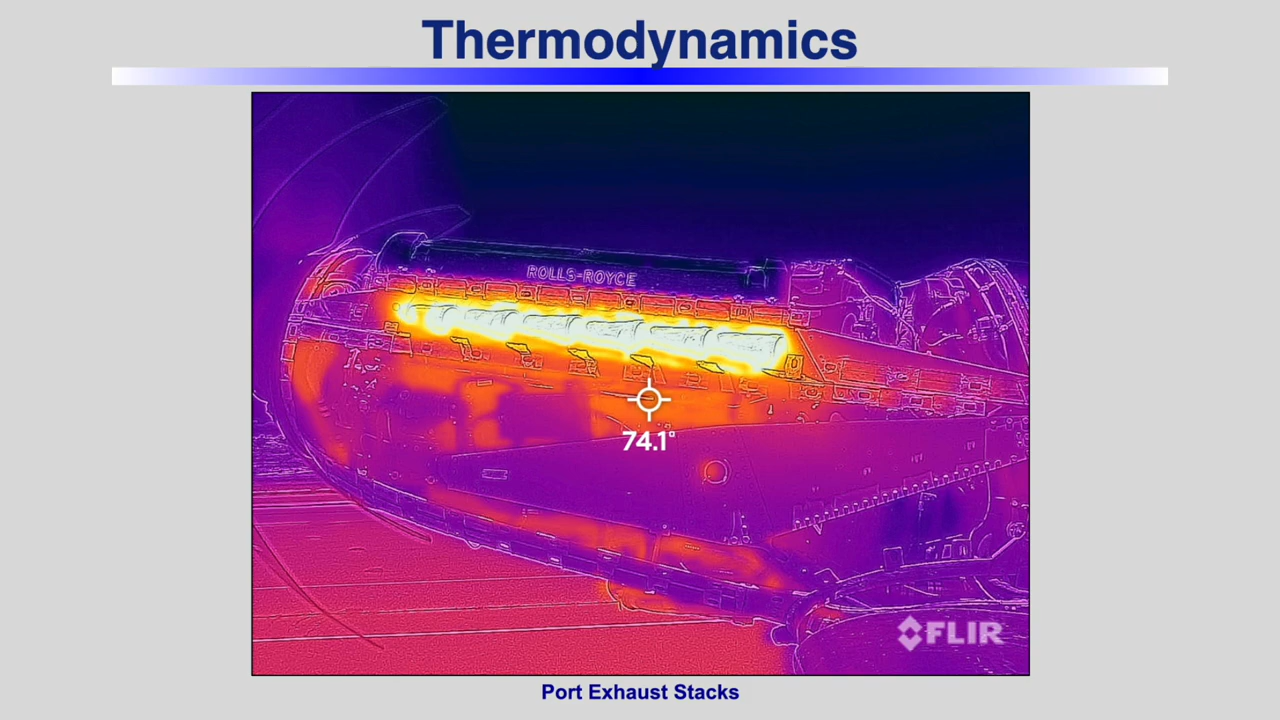 Thermodynamics
ROLLS-ROYCE
74.1°
FLIR
Port Exhaust Stacks